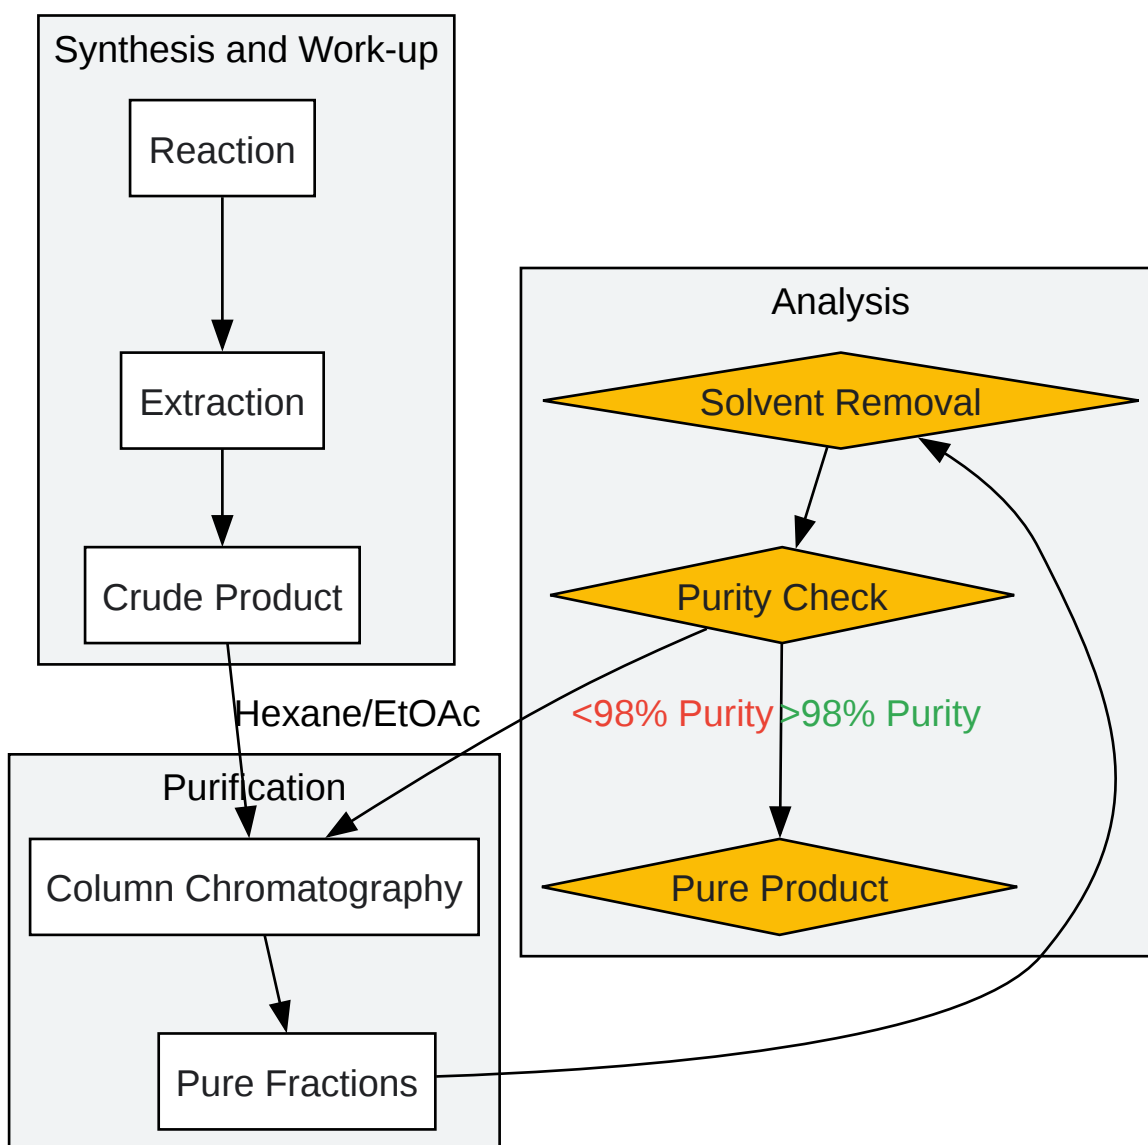 Synthesis and Work-up
Reaction
Extraction
Crude Product
Analysis
Solvent Removal
Purity Check
Hexane/EtOAc
<98% Purity
>98% Purity
Purification
Column Chromatography
Pure Product
Pure Fractions